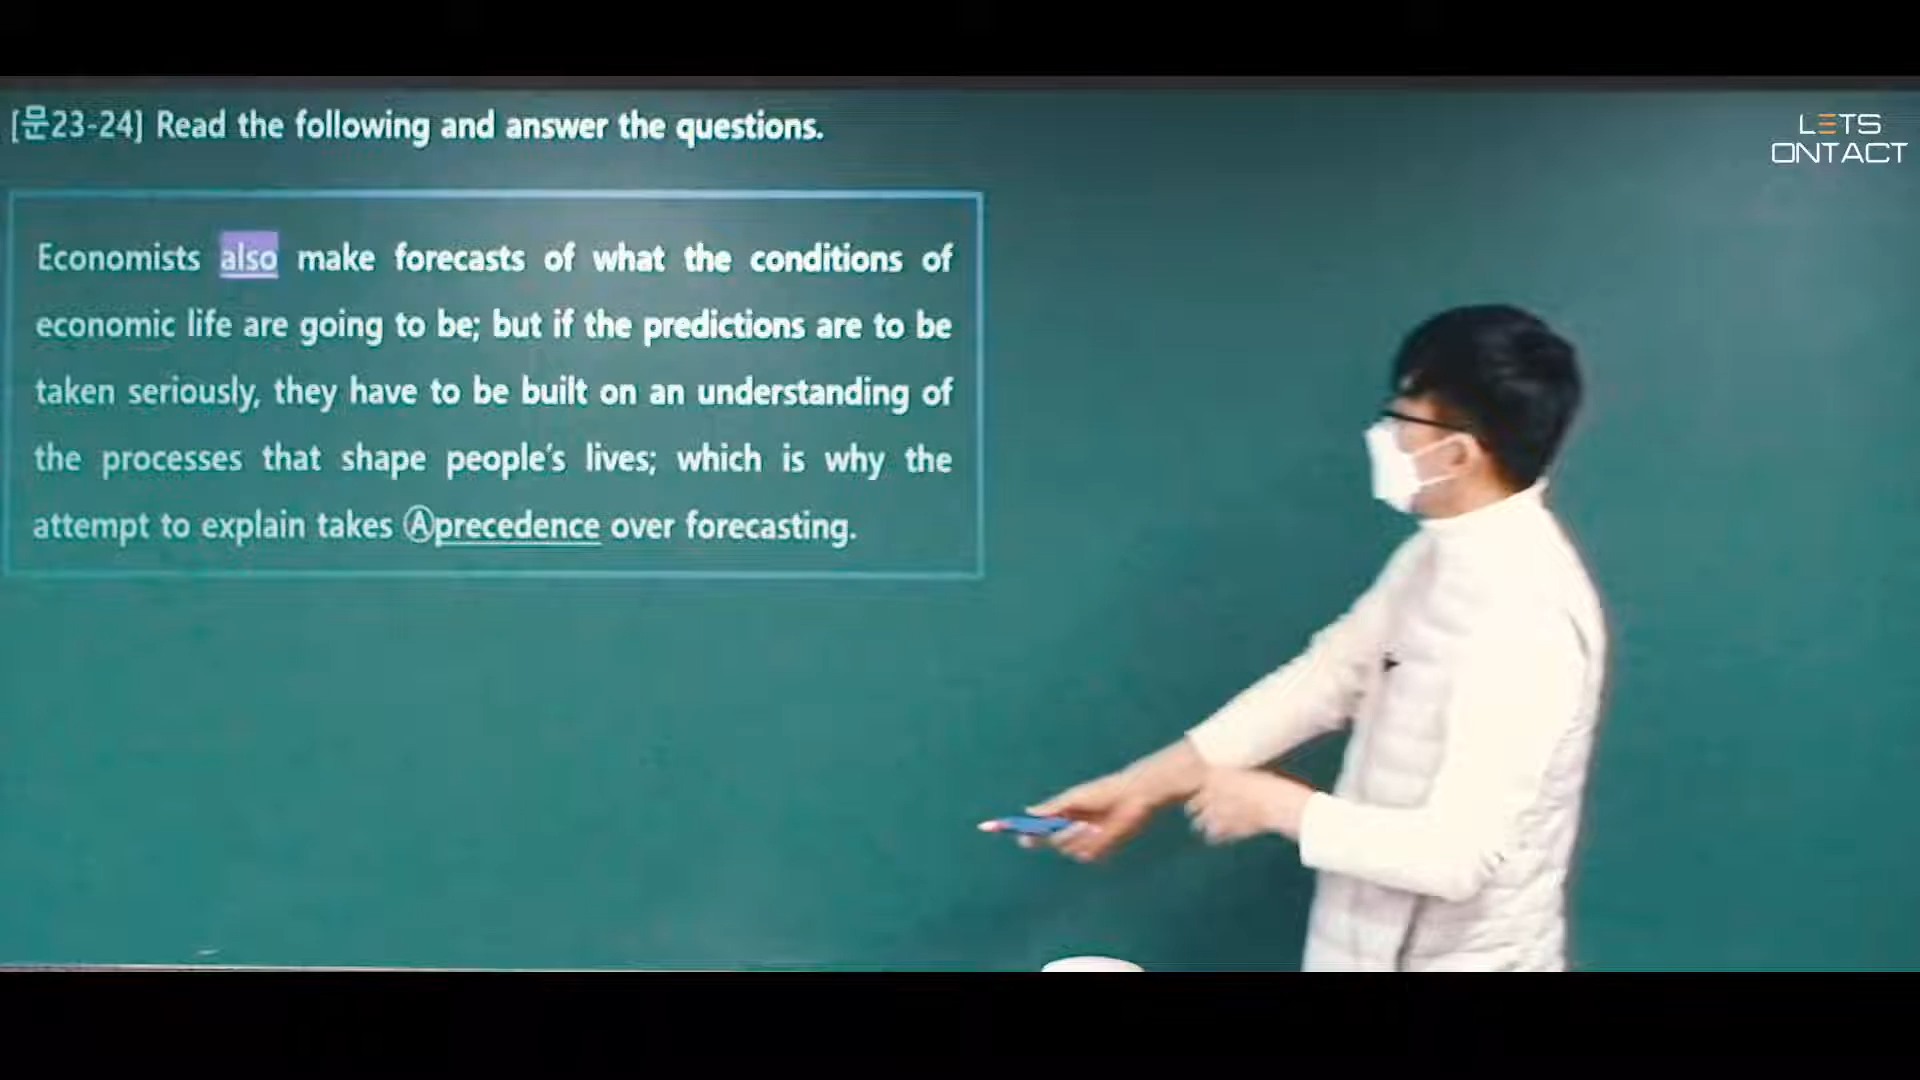 [문23-24] Read the following and answer the questions.
LETS
ONTACT
Economists also make forecasts of what the conditions of
economic life are going to be; but if the predictions are to be
taken seriously, they have to be built on an understanding of
the processes that shape people's lives; which is why the
attempt to explain takes Ⓐprecedence over forecasting.